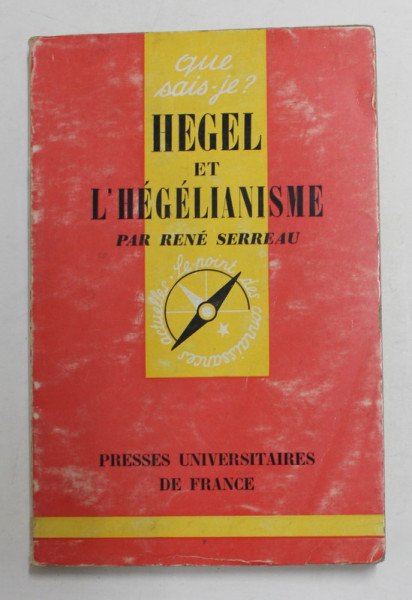 que
sais-je?
HEGEL
ET
L'HÉGÉLIANISME
PAR RENÉ SERREAU
le point des connaissances actuelles
PRESSES UNIVERSITAIRES
DE FRANCE